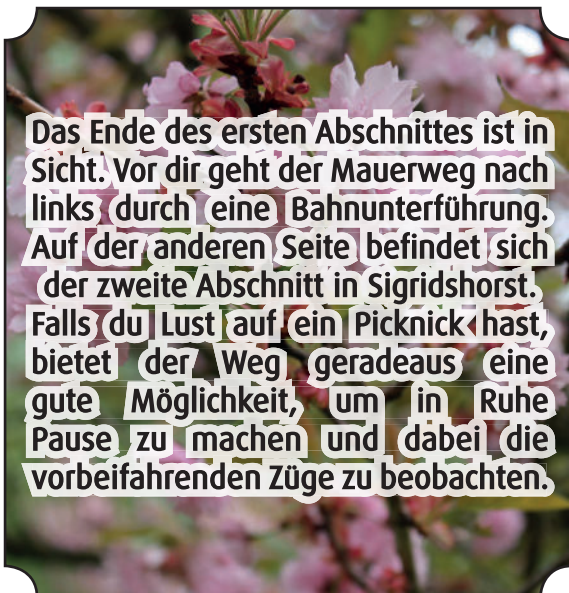 Das Ende des ersten Abschnittes ist in
Sicht. Vor dir geht der Mauerweg nach
links durch eine Bahnunterführung.
Auf der anderen Seite befindet sich
der zweite Abschnitt in Sigridshorst.
Falls du Lust auf ein Picknick hast,
bietet der Weg geradeaus eine
gute Möglichkeit, um in Ruhe
Pause zu machen und dabei die
vorbeifahrenden Züge zu beobachten.